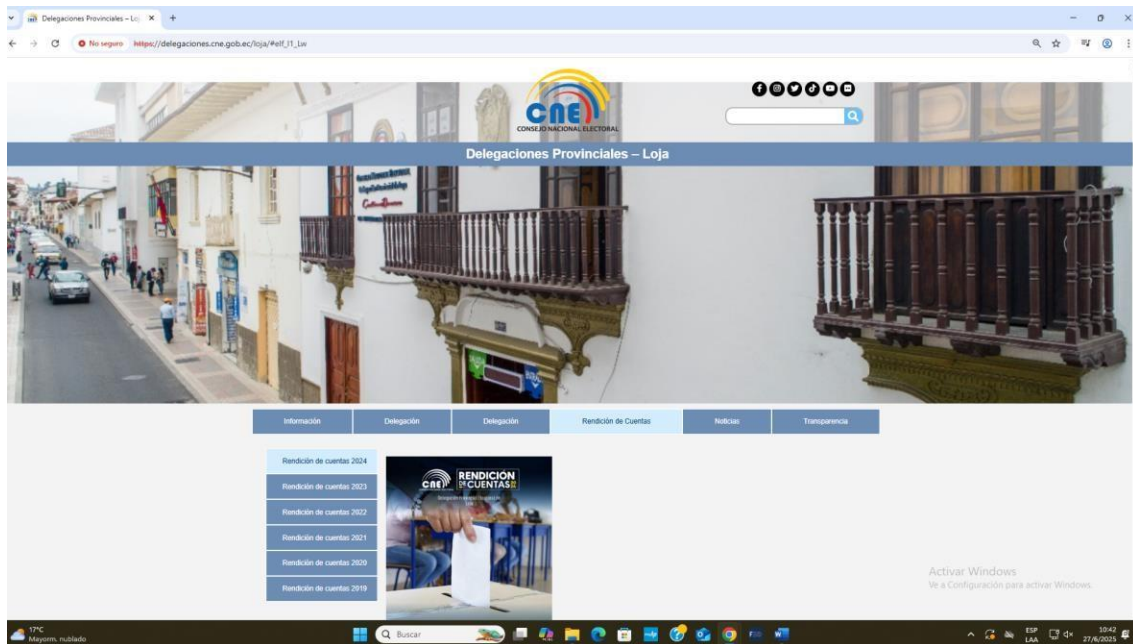 Delegaciones Provinciales – Lo
No seguro
https://delegaciones.cne.gob.ec/loja/#elf_l1_Lw
CNE
CONSEJO NACIONAL ELECTORAL
Delegaciones Provinciales – Loja
SALIDA
Información
Delegación
Delegación
Rendición de Cuentas
Noticias
Transparencia
Rendición de cuentas 2024
Rendición de cuentas 2023
Rendición de cuentas 2022
Rendición de cuentas 2021
Rendición de cuentas 2020
Rendición de cuentas 2019
CNE
RENDICIÓN
DE CUENTAS
Activar Windows
Ve a Configuración para activar Windows.
17°C
Mayorm. nublado
Buscar
ESP
LAA
10:42
27/6/2025